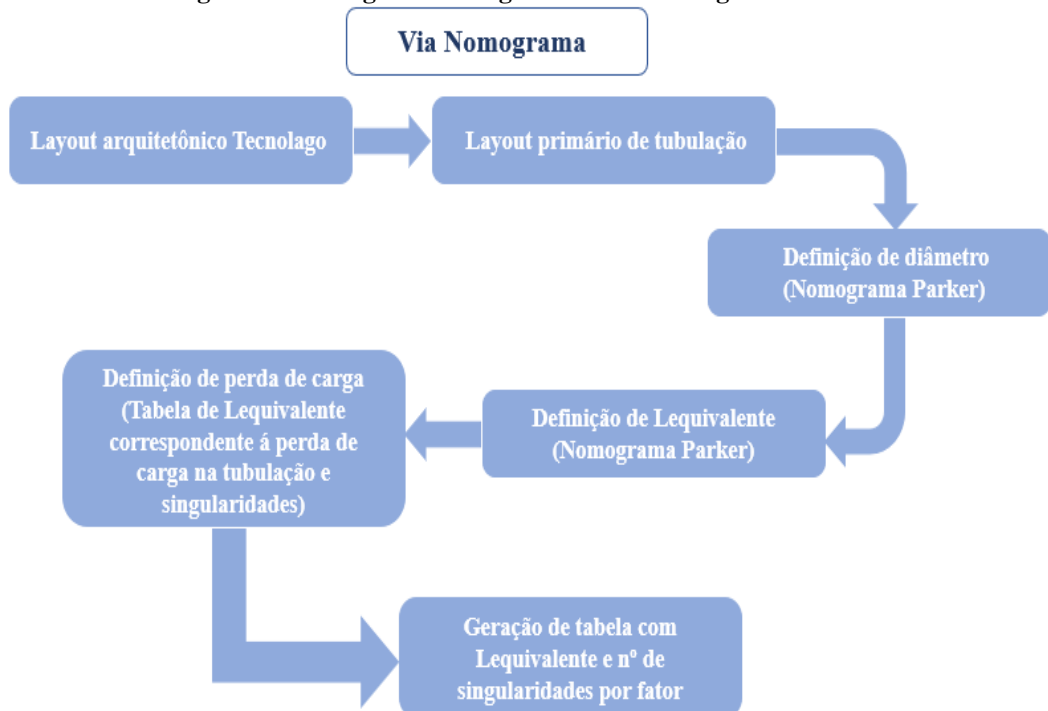 Via Nomograma
Layout arquitetônico Tecnolago
Layout primário de tubulação
Definição de diâmetro
(Nomograma Parker)
Definição de Lequivalente
(Nomograma Parker)
Definição de perda de carga
(Tabela de Lequivalente
correspondente á perda de
carga na tubulação e
singularidades)
Geração de tabela com
Lequivalente e nº de
singularidades por fator